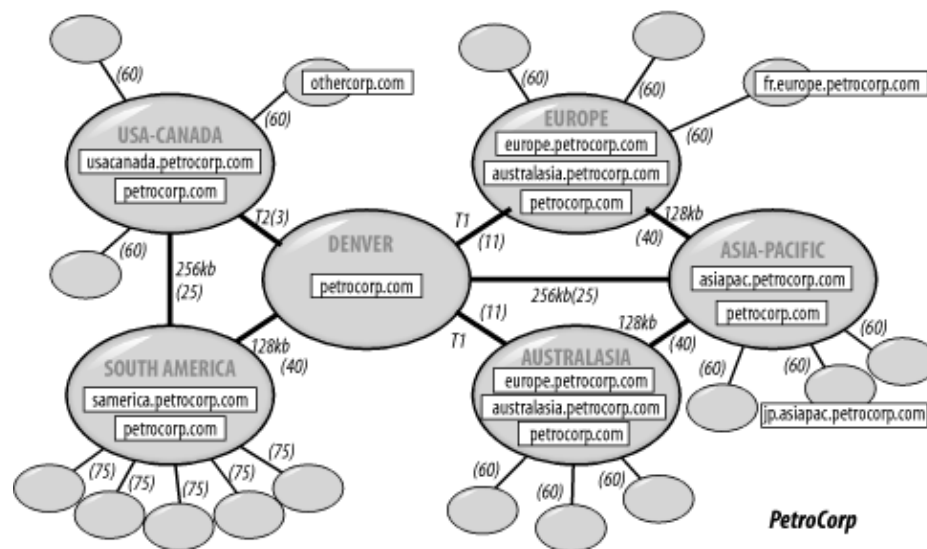 (60)
othercorp.com
(60)
USA-CANADA
usacanada.petrocorp.com
petrocorp.com
(60)
T2(3)
256kb
(25)
(60)
(60)
fr.europe.petrocorp.com
(60)
EUROPE
europe.petrocorp.com
australasia.petrocorp.com
petrocorp.com
T1
(11)
128kb
(40)
DENVER
petrocorp.com
256kb(25)
ASIA-PACIFIC
asiapac.petrocorp.com
petrocorp.com
(11)
T1
128kb
(40)
128kb
(40)
SOUTH AMERICA
samerica.petrocorp.com
petrocorp.com
(75)
(75)
(75)
(75)
(75)
AUSTRALASIA
europe.petrocorp.com
australasia.petrocorp.com
petrocorp.com
(60)
(60)
(60)
(60)
(60)
(60)
jp.asiapac.petrocorp.com
PetroCorp